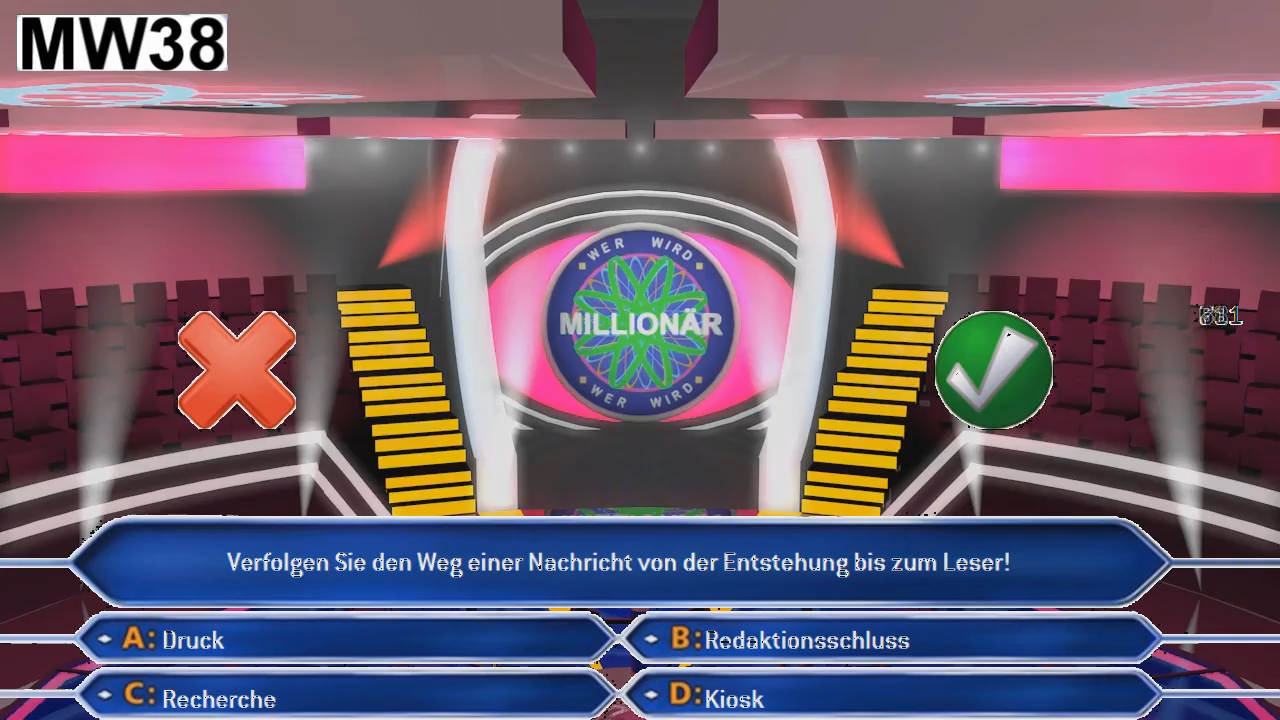 MW38
WER WIRD
MILLIONÄR
WER WIRD
681
Verfolgen Sie den Weg einer Nachricht von der Entstehung bis zum Leser!
A: Druck
B: Redaktionsschluss
C: Recherche
D: Kiosk